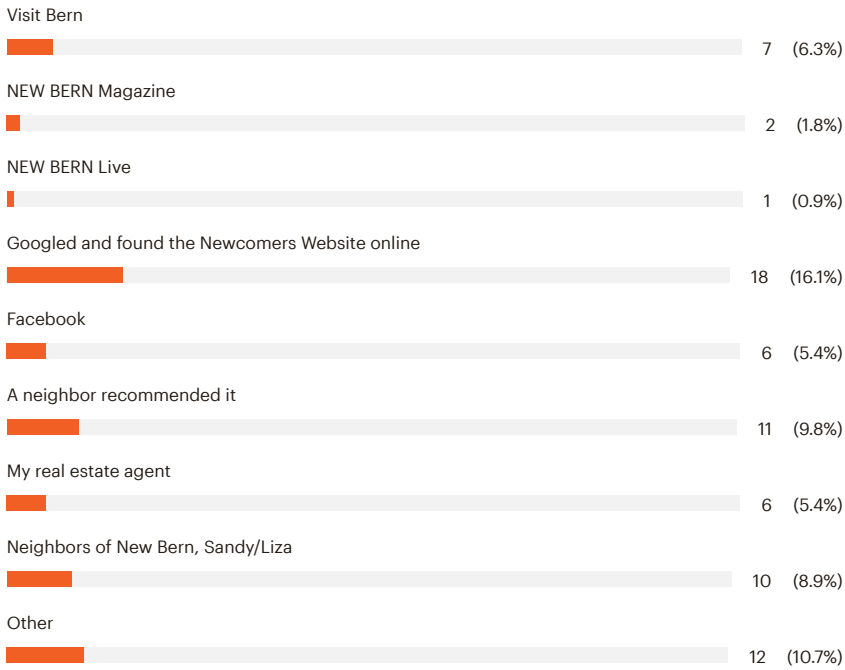 Visit Bern
7 (6.3%)
NEW BERN Magazine
2 (1.8%)
NEW BERN Live
1 (0.9%)
Googled and found the Newcomers Website online
18 (16.1%)
Facebook
6 (5.4%)
A neighbor recommended it
11 (9.8%)
My real estate agent
6 (5.4%)
Neighbors of New Bern, Sandy/Liza
10 (8.9%)
Other
12 (10.7%)